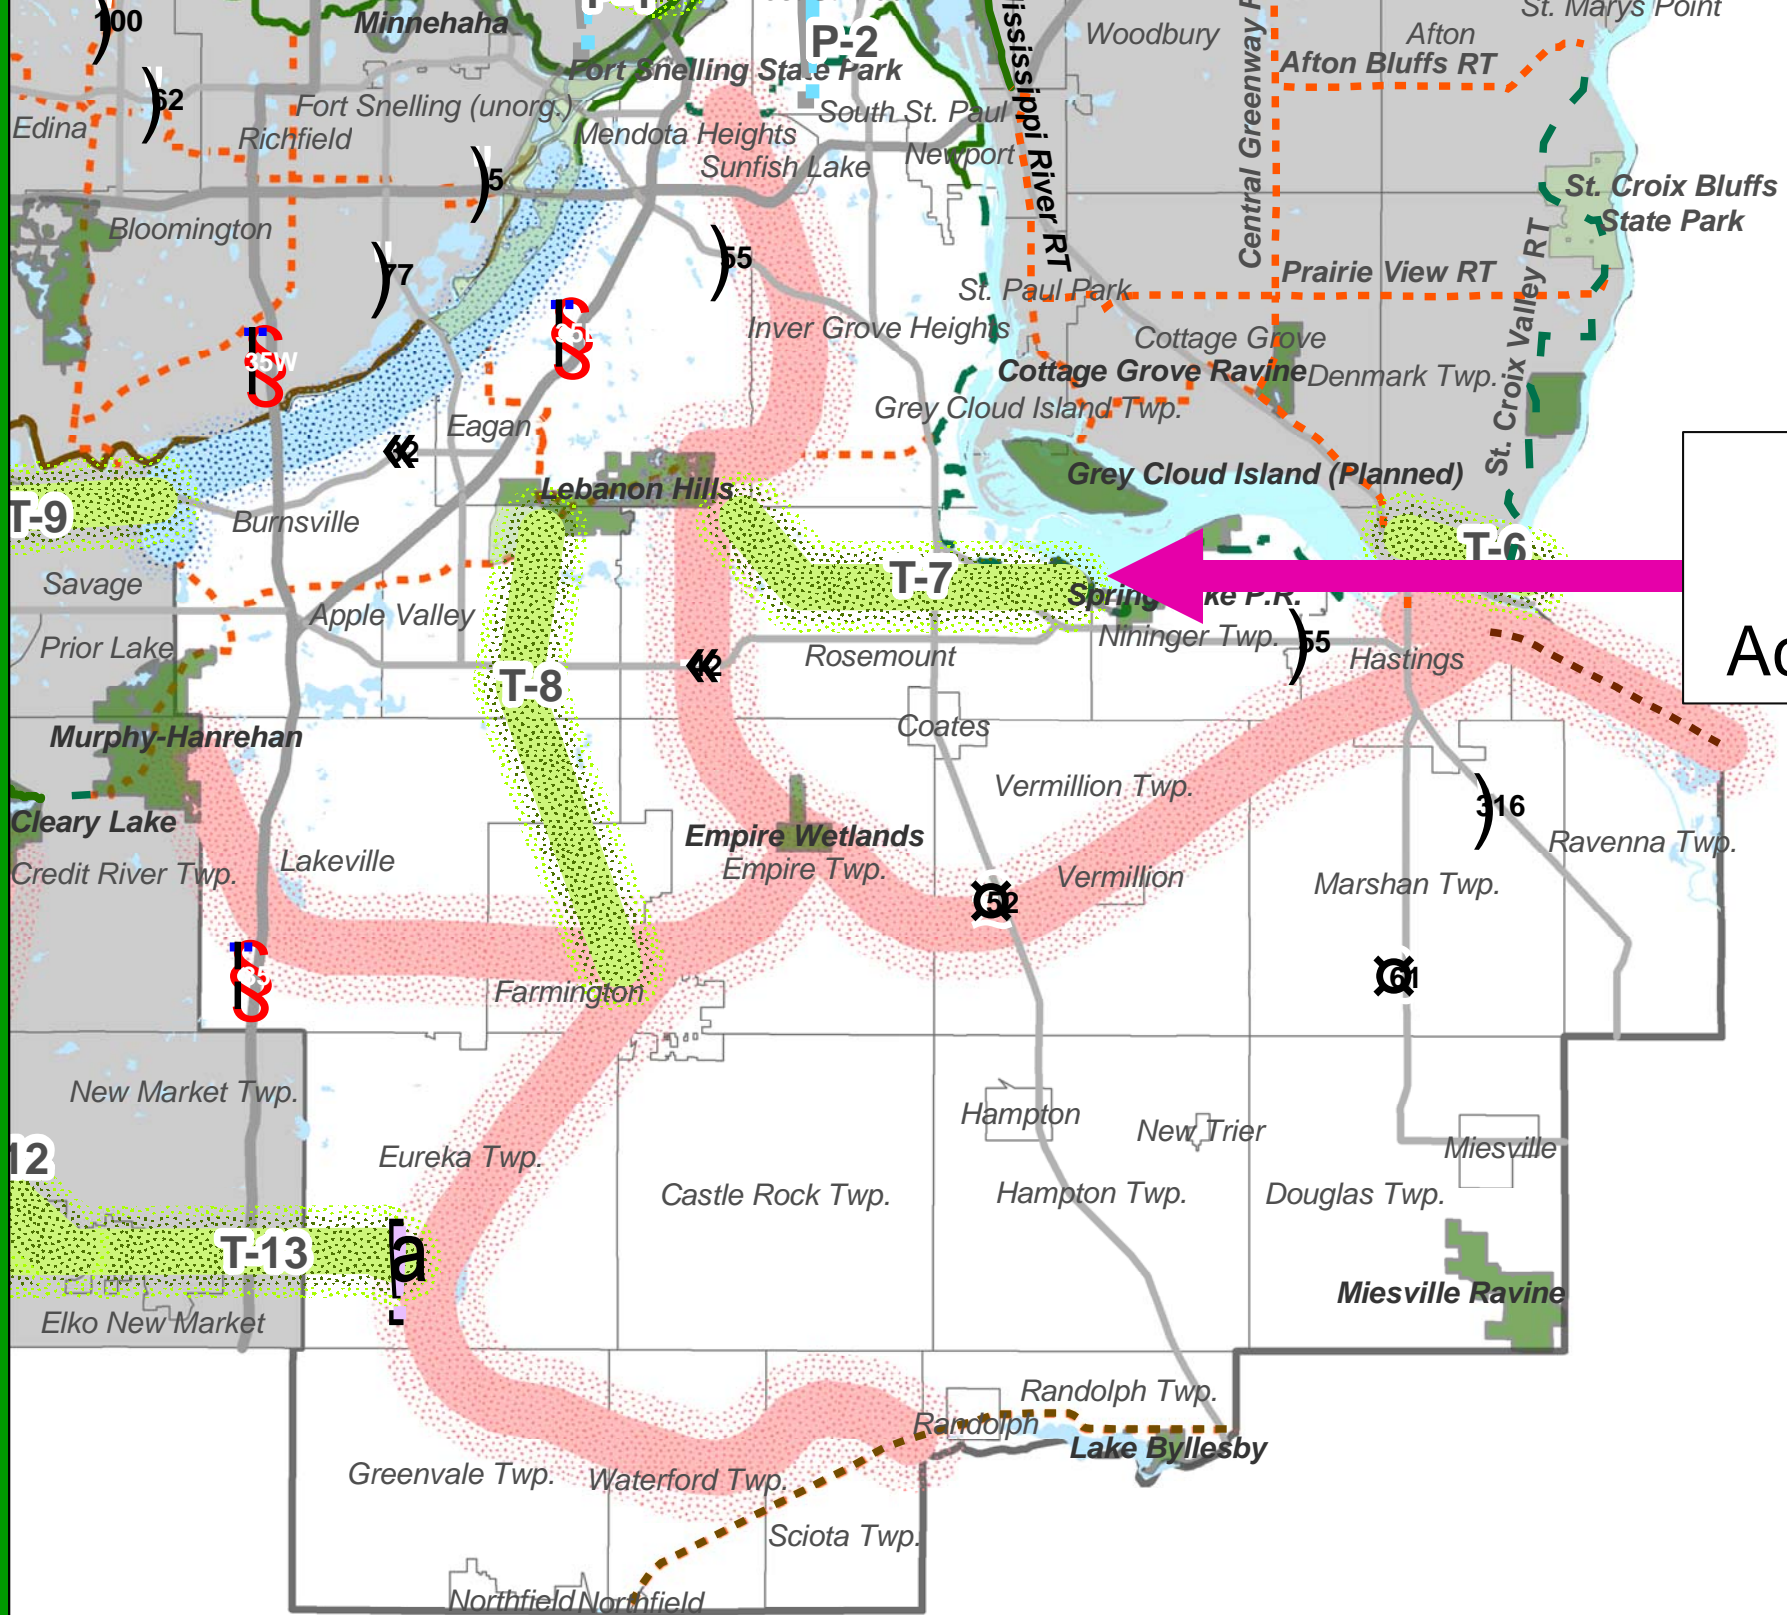 100
Minnehaha
P-2
Woodbury
St. Marys Point
Afton
Afton Bluffs RT
Fort Snelling State Park
62
Fort Snelling (unorg.)
South St. Paul
Edina
Richfield
Mendota Heights
Sunfish Lake
Newport
Mississippi River RT
St. Croix Bluffs
State Park
5
Bloomington
77
55
Prairie View RT
St. Paul Park
Inver Grove Heights
Cottage Grove
35W
Cottage Grove Ravine
Denmark Twp.
St. Croix Valley RT
Grey Cloud Island Twp.
Eagan
32
Grey Cloud Island (Planned)
Lebanon Hills
T-9
Burnsville
T-6
T-7
Savage
Apple Valley
Nininger Twp.
55
Prior Lake
Rosemount
Hastings
42
T-8
Coates
Murphy-Hanrehan
Vermillion Twp.
316
Cleary Lake
Empire Wetlands
Ravenna Twp.
Lakeville
Empire Twp.
Credit River Twp.
Vermillion
Marshan Twp.
52
35
61
Farmington
New Market Twp.
Hampton
New Trier
Miesville
Eureka Twp.
12
Castle Rock Twp.
Hampton Twp.
Douglas Twp.
T-13
a
Miesville Ravine
Elko New Market
Randolph Twp.
Randolph
Lake Byllesby
Greenvale Twp.
Waterford Twp.
Sciota Twp.
Northfield
Northfield